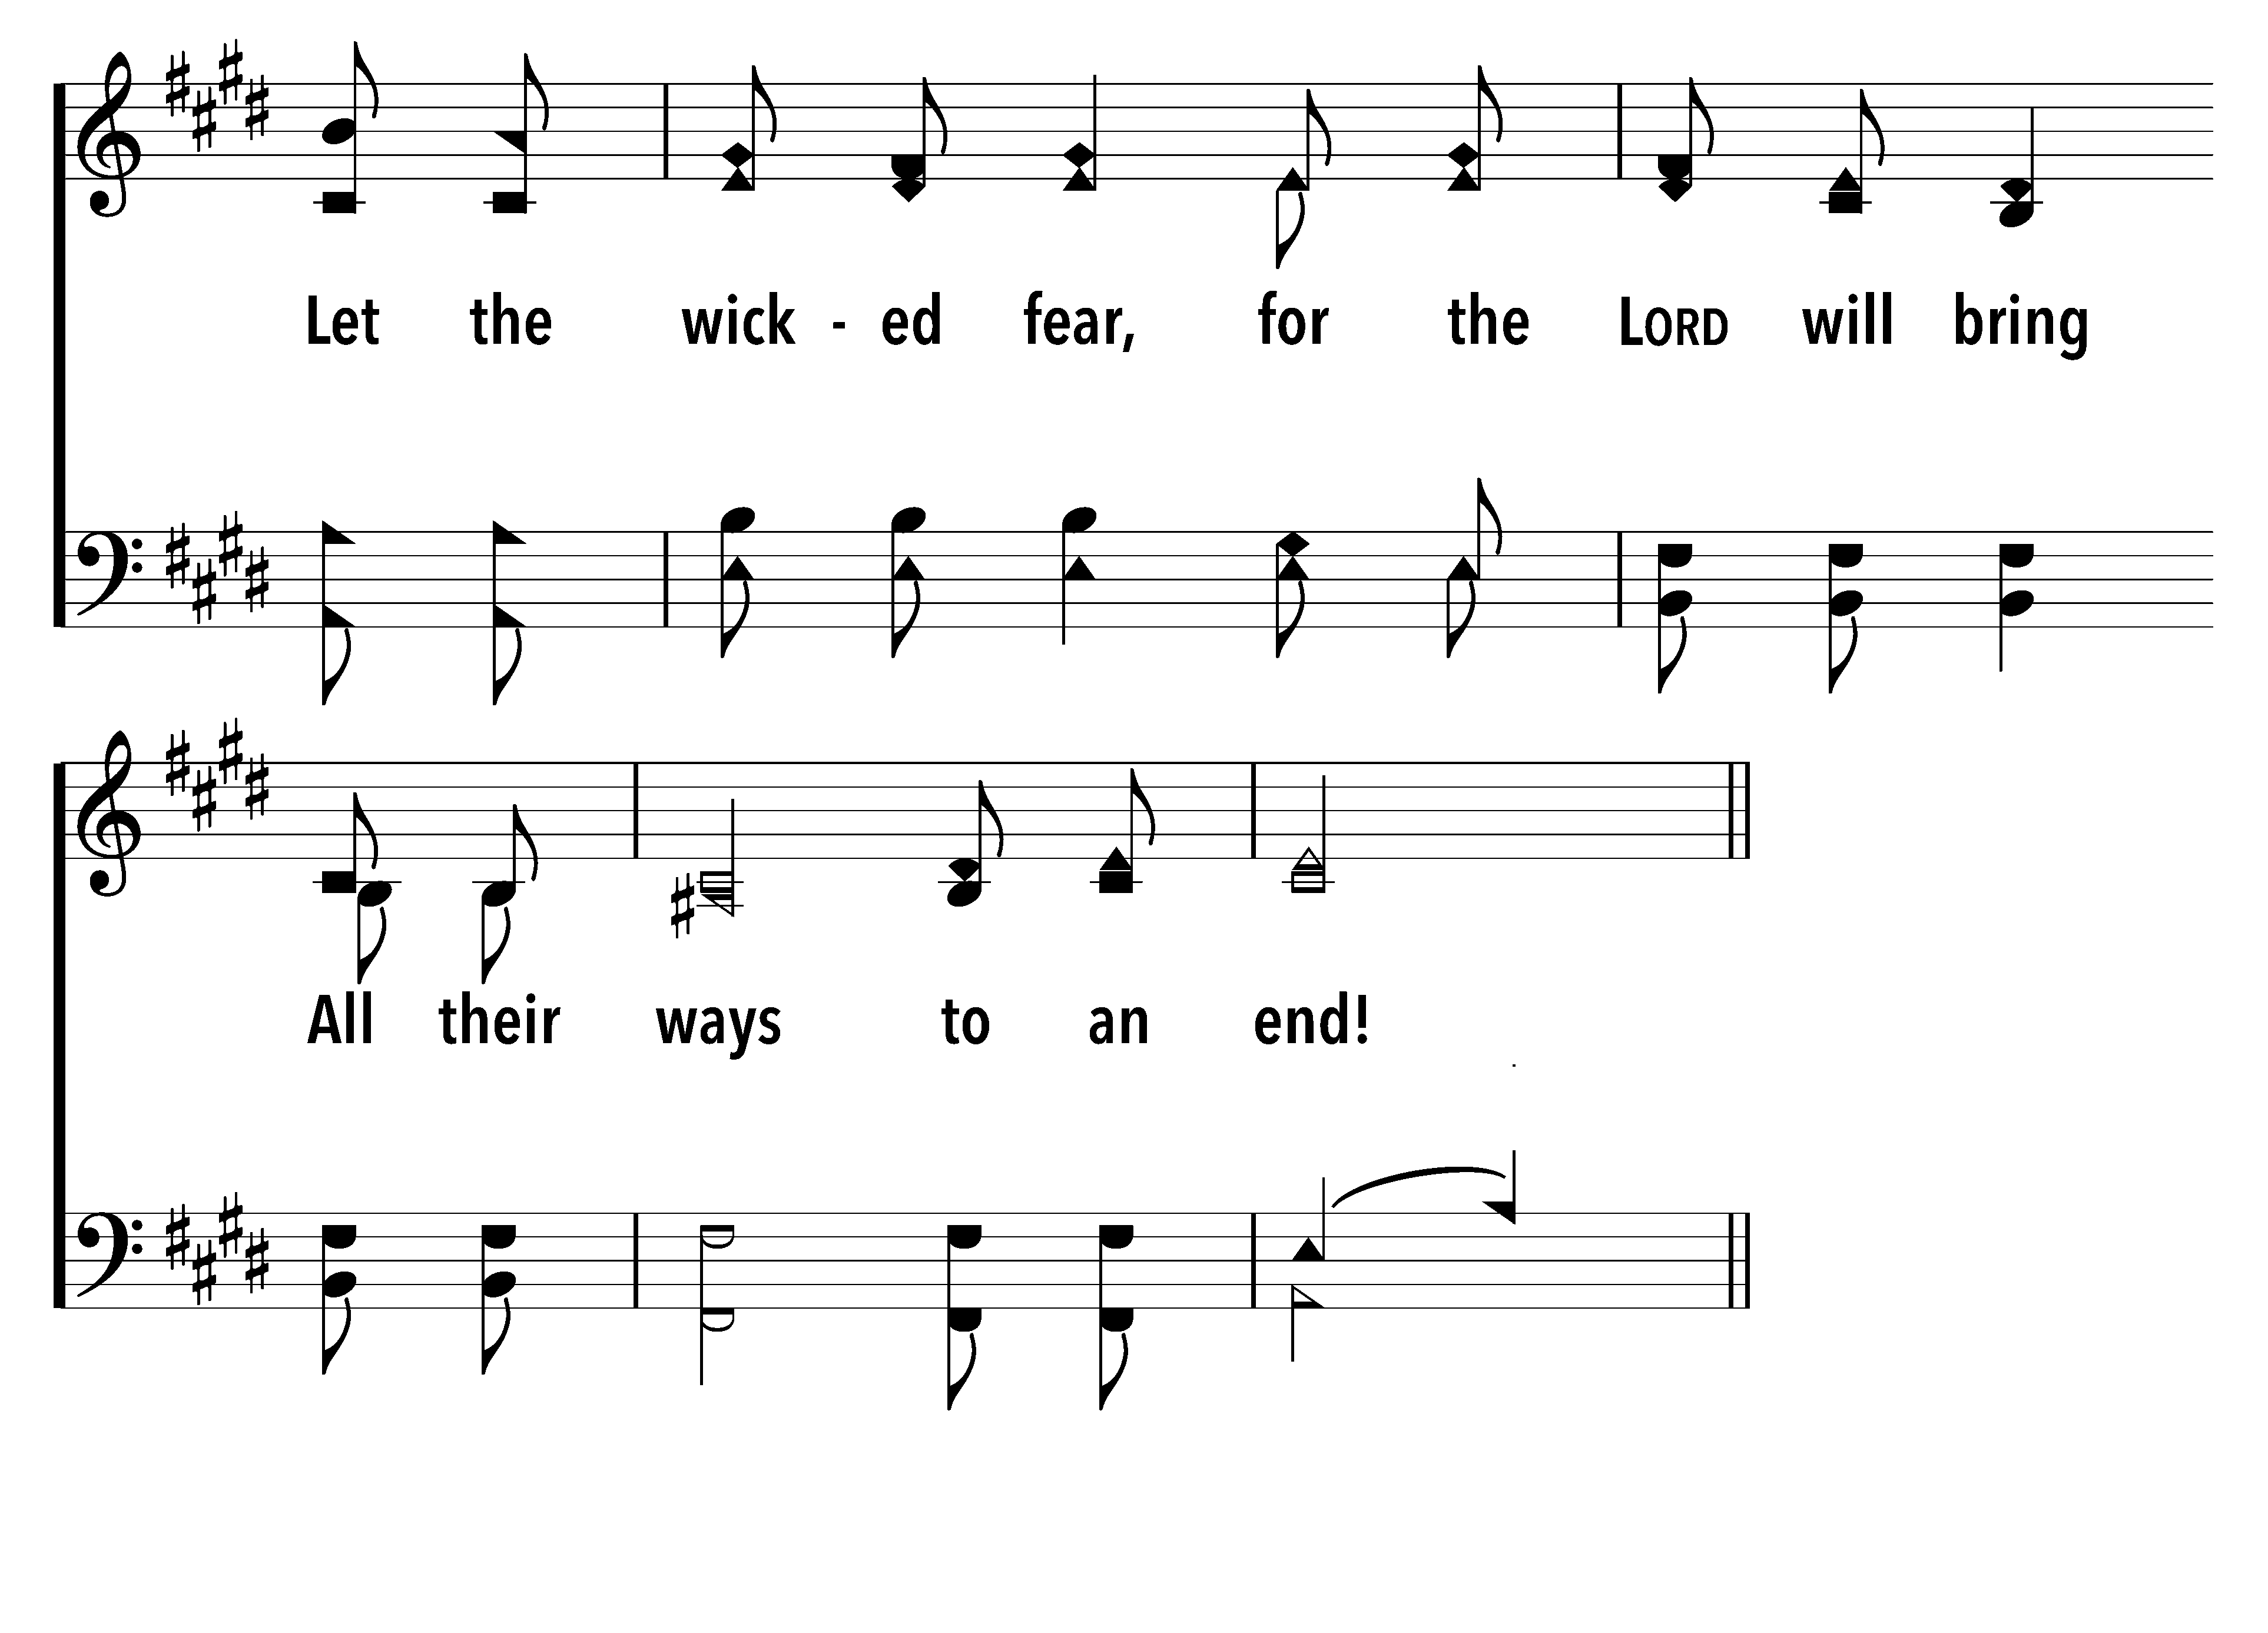 Let the wick - ed fear, for the LORD will bring
All their ways to an end!